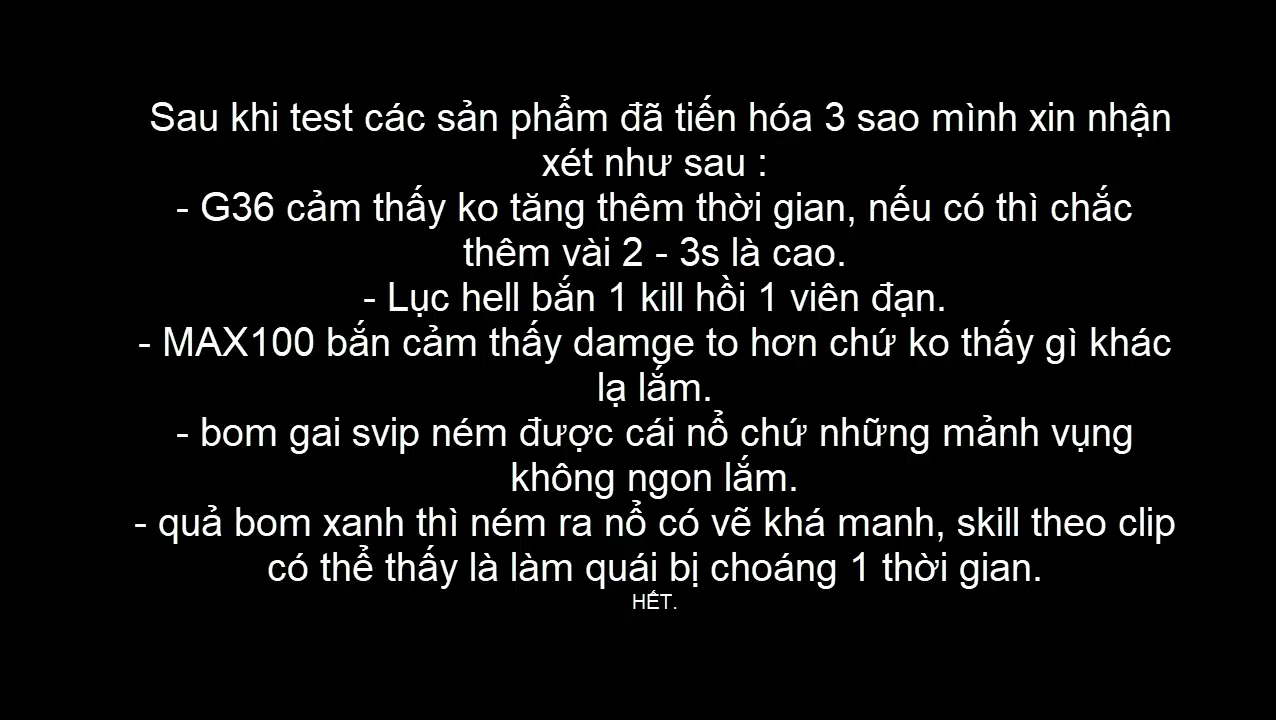 Sau khi test các sản phẩm đã tiến hóa 3 sao mình xin nhận
xét như sau :
- G36 cảm thấy ko tăng thêm thời gian, nếu có thì chắc
thêm vài 2 - 3s là cao.
- Lục hell bắn 1 kill hồi 1 viên đạn.
- MAX100 bắn cảm thấy damge to hơn chứ ko thấy gì khác
lạ lắm.
- bom gai svip ném được cái nổ chứ những mảnh vụng
không ngon lắm.
- quả bom xanh thì ném ra nổ có vẽ khá manh, skill theo clip
có thể thấy là làm quái bị choáng 1 thời gian.
HẾT.